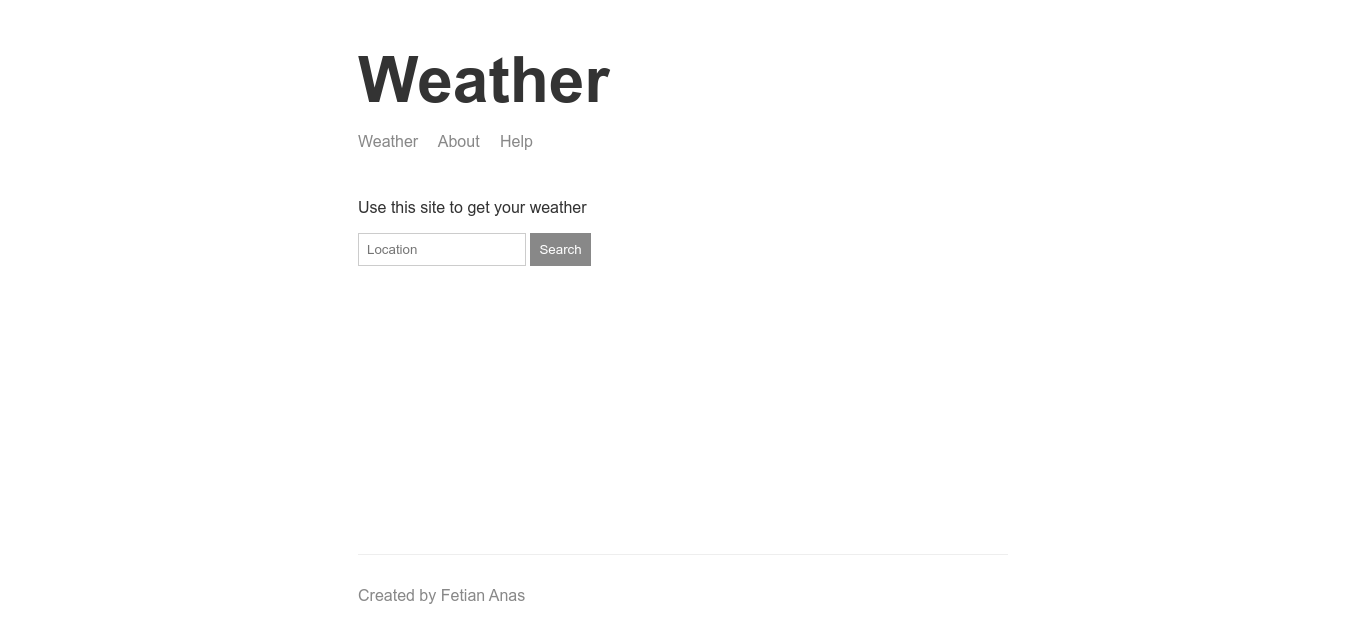 Weather
Weather About Help
Use this site to get your weather
Location Search
Created by Fetian Anas